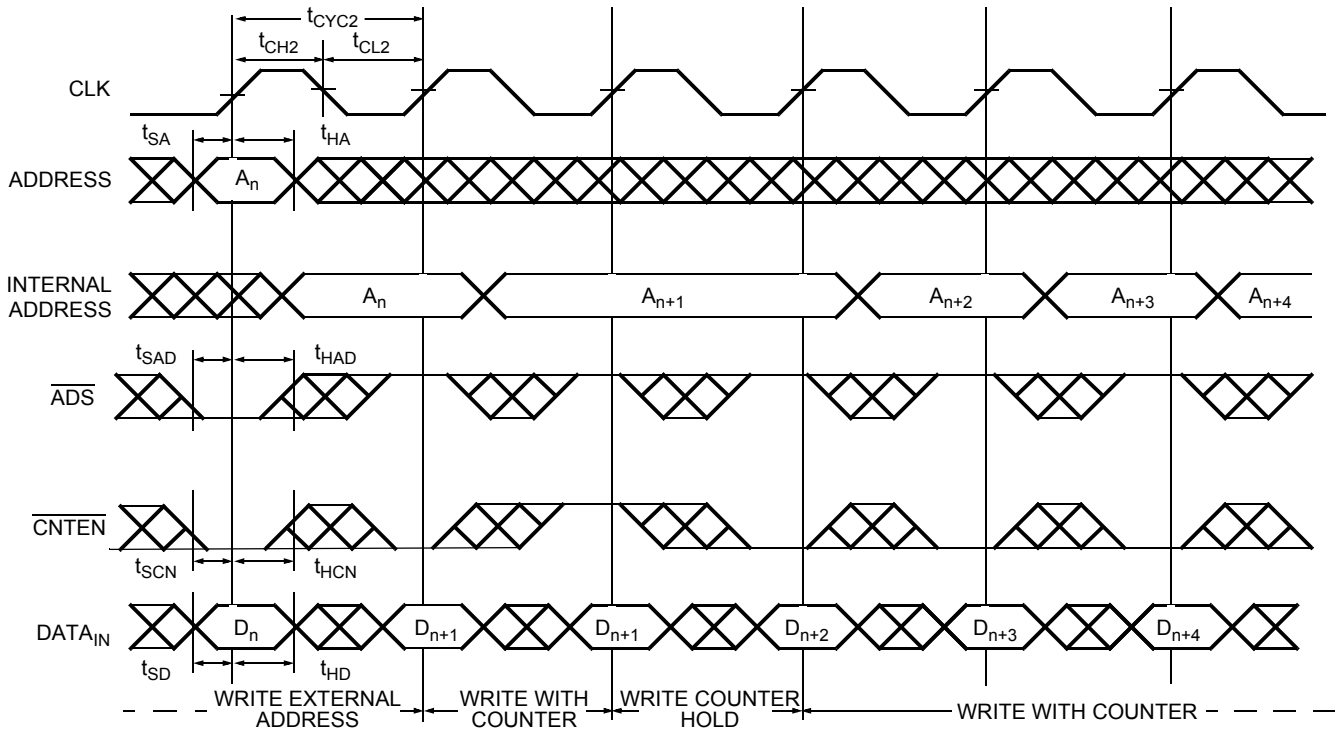 tCYC2
tCH2 tCL2
CLK
tSA tHA
ADDRESS An
INTERNAL ADDRESS An An+1 An+2 An+3 An+4
tSAD tHAD
ADS
CNTEN
tSCN tHCN
DATAIN Dn Dn+1 Dn+1 Dn+2 Dn+3 Dn+4
tSD tHD
WRITE EXTERNAL ADDRESS
WRITE WITH COUNTER
WRITE COUNTER HOLD
WRITE WITH COUNTER